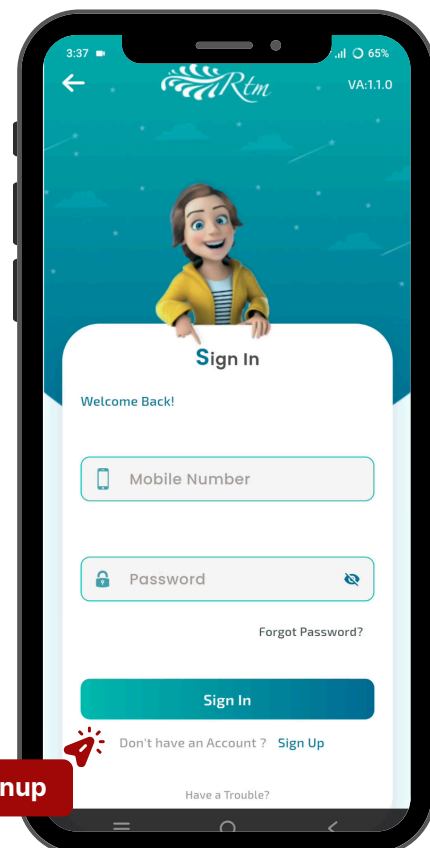 3:37
65%
Rtm
VA:1.1.0
Sign In
Welcome Back!
Mobile Number
Password
Forgot Password?
Sign In
Don't have an Account ? Sign Up
nup
Have a Trouble?